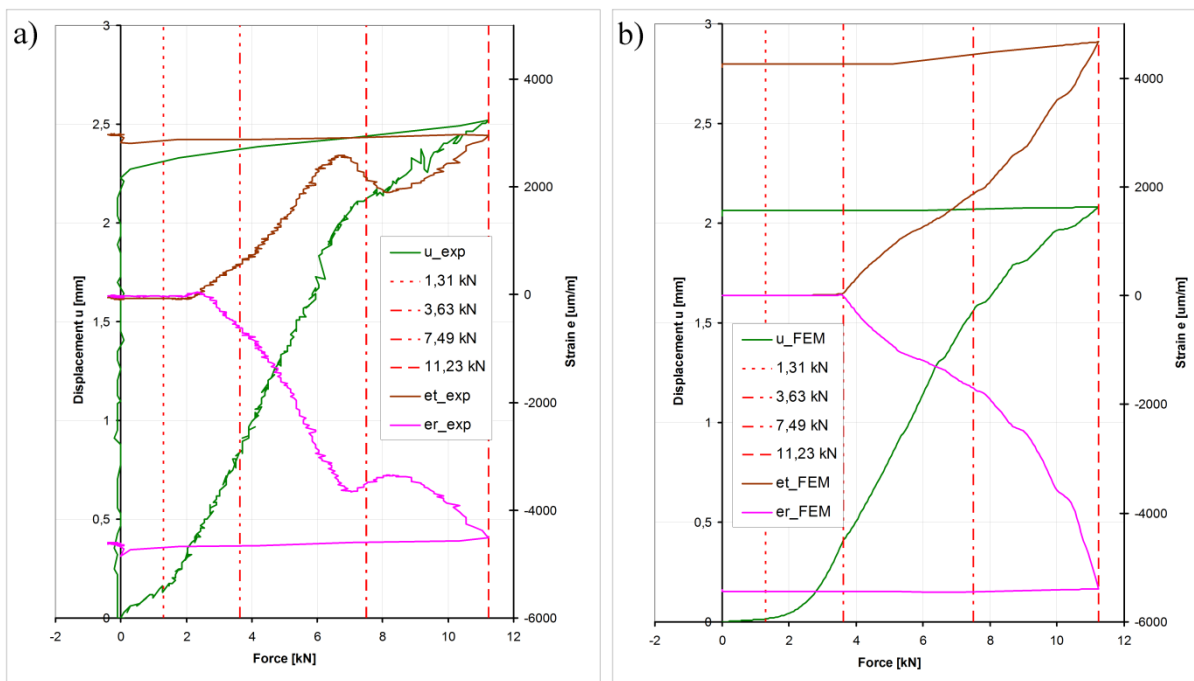 a)
3
2,5
2
1,5
1
0,5
0
Displacement u [mm]
4000
2000
0
-2000
-4000
-6000
Strain e [um/m]
u_exp
1,31 kN
3,63 kN
7,49 kN
11,23 kN
et_exp
er_exp
-2 0 2 4 6 8 10 12
Force [kN]
b)
3
2,5
2
1,5
1
0,5
0
Displacement u [mm]
4000
2000
0
-2000
-4000
-6000
Strain e [um/m]
u_FEM
1,31 kN
3,63 kN
7,49 kN
11,23 kN
et_FEM
er_FEM
-2 0 2 4 6 8 10 12
Force [kN]